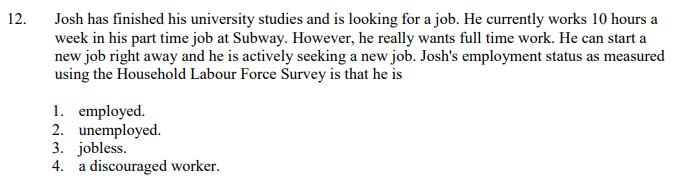 12. Josh has finished his university studies and is looking for a job. He currently works 10 hours a
week in his part time job at Subway. However, he really wants full time work. He can start a
new job right away and he is actively seeking a new job. Josh's employment status as measured
using the Household Labour Force Survey is that he is
1. employed.
2. unemployed.
3. jobless.
4. a discouraged worker.